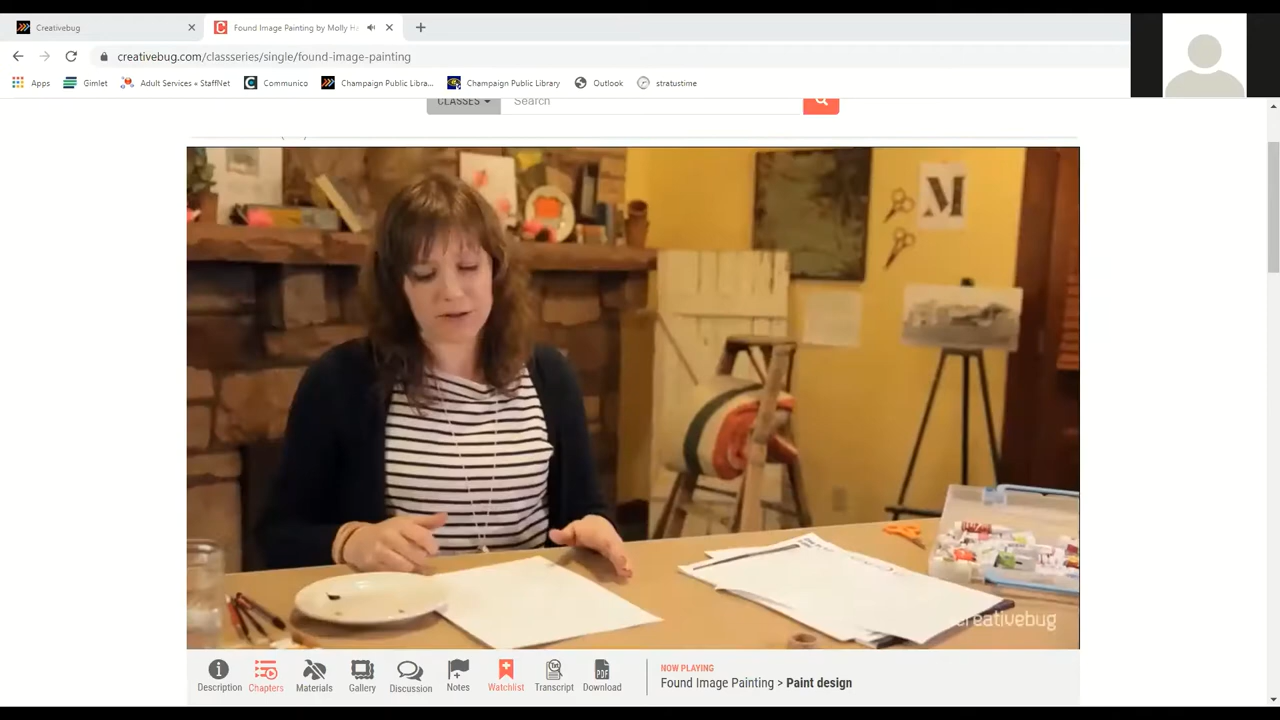 Creativebug
Found Image Painting by Molly Ha
creativebug.com/classseries/single/found-image-painting
Apps Gimlet Adult Services « StaffNet Communico Champaign Public Libra... Champaign Public Library Outlook stratustime
CLASSES Search
M
creativebug
Description Chapters Materials Gallery Discussion Notes Watchlist Transcript Download
NOW PLAYING
Found Image Painting > Paint design